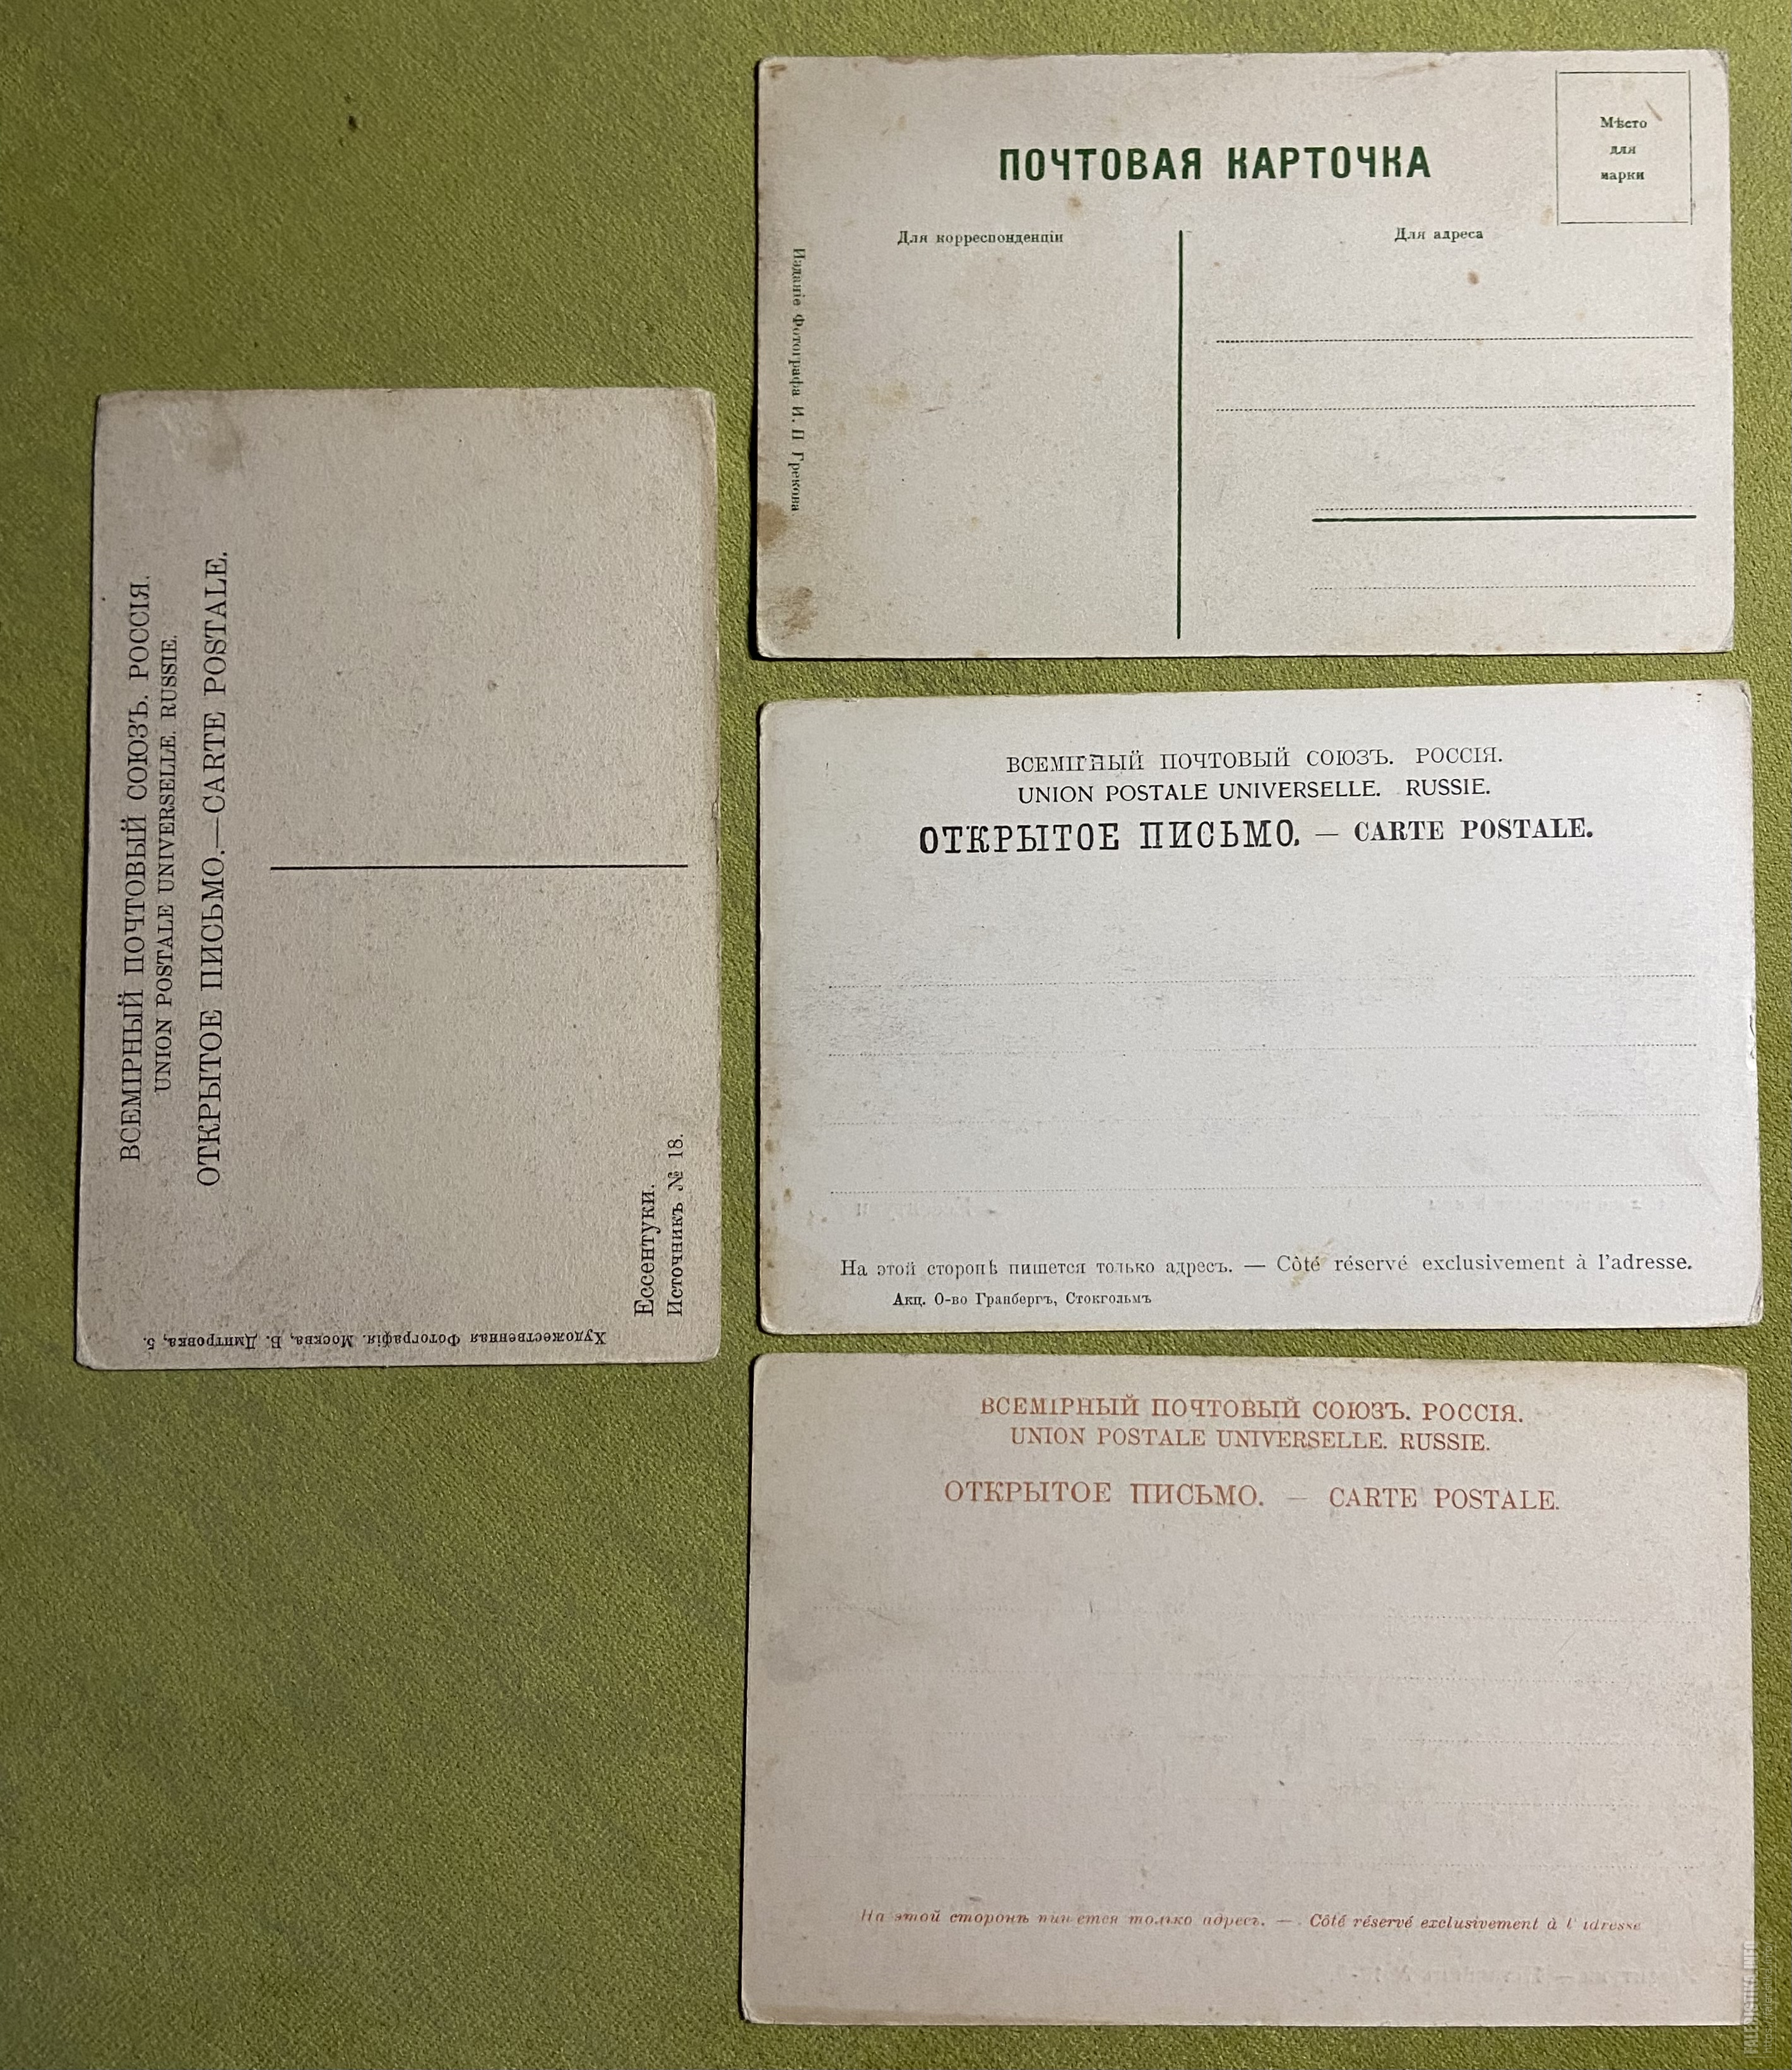 ВСЕМІРНЫЙ ПОЧТОВЫЙ СОЮЗЪ. РОССІЯ.
UNION POSTALE UNIVERSELLE. RUSSIE.
ОТКРЫТОЕ ПИСЬМО.—CARTE POSTALE.
Ессентуки.
Источникъ № 18.
Художественная Фотографія. Москва, Б. Дмитровка, 5.
ПОЧТОВАЯ КАРТОЧКА
Мѣсто
для
марки
Для корреспонденціи
Для адреса
Изданіе Фотографа И. П Грекова
ВСЕМІРНЫЙ ПОЧТОВЫЙ СОЮЗЪ. РОССІЯ.
UNION POSTALE UNIVERSELLE. RUSSIE.
ОТКРЫТОЕ ПИСЬМО. — CARTE POSTALE.
На этой сторонѣ пишется только адресъ. — Côté réservé exclusivement à l'adresse.
Акц. О-во Гранбергъ, Стокгольмъ
ВСЕМІРНЫЙ ПОЧТОВЫЙ СОЮЗЪ. РОССІЯ.
UNION POSTALE UNIVERSELLE. RUSSIE.
ОТКРЫТОЕ ПИСЬМО. — CARTE POSTALE.
На этой сторонѣ пишется только адресъ. — Côté réservé exclusivement à l'adresse
FALERISTIKA.INFO